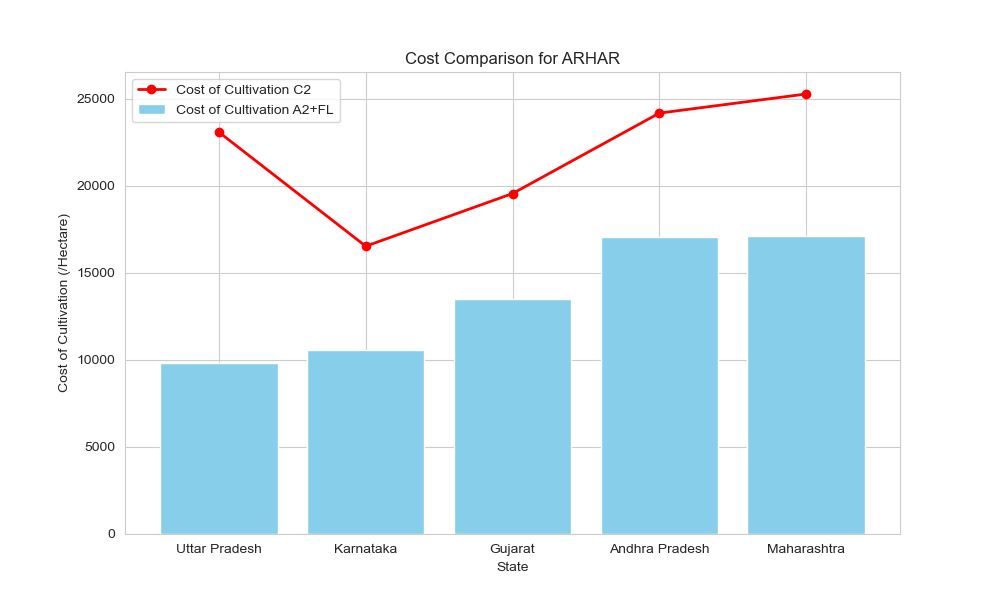 Cost Comparison for ARHAR
Cost of Cultivation C2
Cost of Cultivation A2+FL
Cost of Cultivation (/Hectare)
25000
20000
15000
10000
5000
0
Uttar Pradesh
Karnataka
Gujarat
Andhra Pradesh
Maharashtra
State